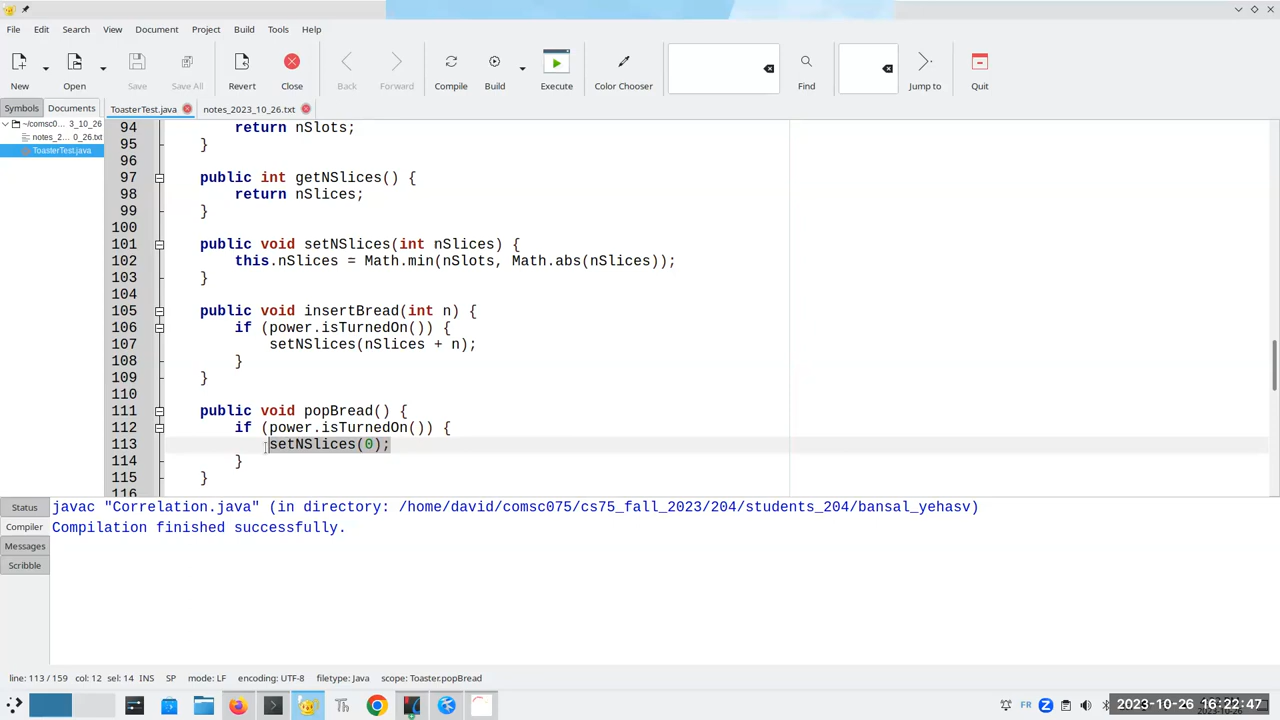 File Edit Search View Document Project Build Tools Help
New Open Save Save All Revert Close Back Forward Compile Build Execute Color Chooser Find Jump to Quit
Symbols Documents ToasterTest.java notes_2023_10_26.txt
~/comsc0... 3_10_26
notes_2... 0_26.txt
ToasterTest.java
94 return nSlots;
95 }
96
97 public int getNSlices() {
98 return nSlices;
99 }
100
101 public void setNSlices(int nSlices) {
102 this.nSlices = Math.min(nSlots, Math.abs(nSlices));
103 }
104
105 public void insertBread(int n) {
106 if (power.isTurnedOn()) {
107 setNSlices(nSlices + n);
108 }
109 }
110
111 public void popBread() {
112 if (power.isTurnedOn()) {
113 setNSlices(0);
114 }
115 }
116
Status
Compiler
Messages
Scribble
javac "Correlation.java" (in directory: /home/david/comsc075/cs75_fall_2023/204/students_204/bansal_yehasv)
Compilation finished successfully.
line: 113 / 159 col: 12 sel: 14 INS SP mode: LF encoding: UTF-8 filetype: Java scope: Toaster.popBread
FR 2023-10-26 16:22:47